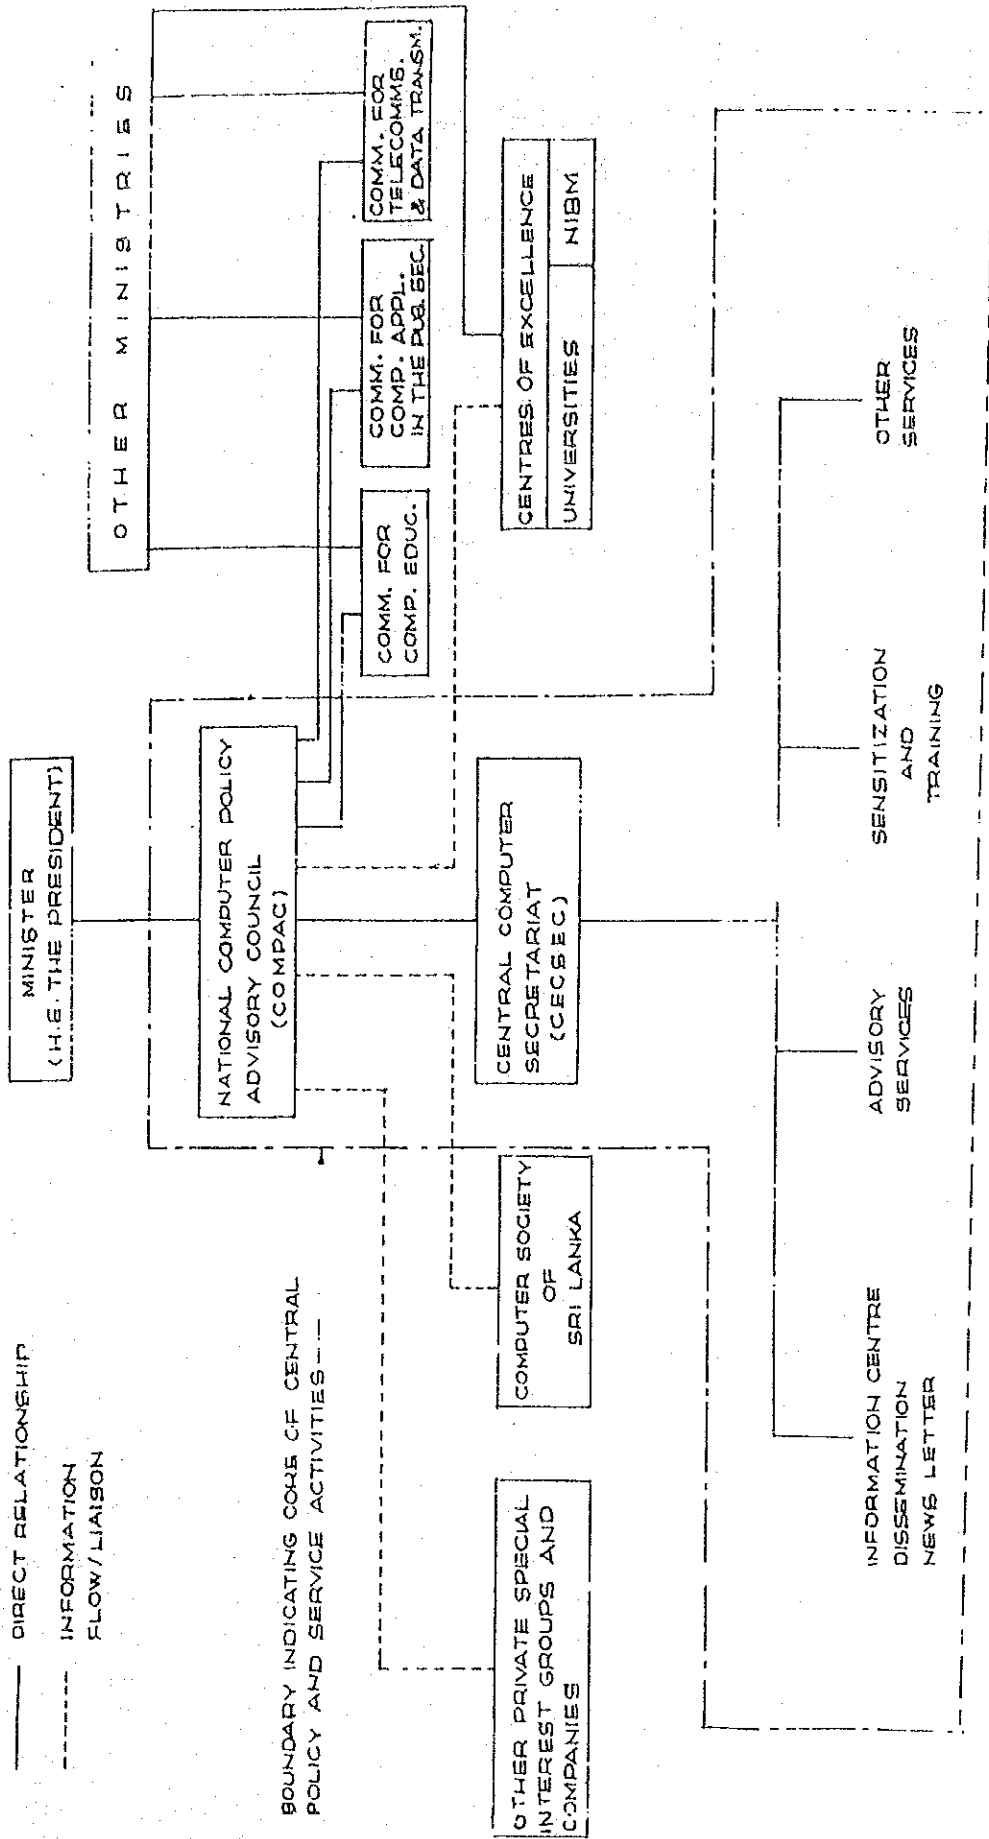 DIRECT RELATIONSHIP
INFORMATION
FLOW/LIAISON
BOUNDARY INDICATING CORE OF CENTRAL
POLICY AND SERVICE ACTIVITIES
MINISTER
(H.E. THE PRESIDENT)
OTHER MINISTRIES
NATIONAL COMPUTER POLICY
ADVISORY COUNCIL
(COMPAC)
COMM. FOR
COMP. EDUC.
COMM. FOR
COMP. APPL.
IN THE PUB. SEC.
COMM. FOR
TELECOMMS.
& DATA TRANSM.
OTHER PRIVATE SPECIAL
INTEREST GROUPS AND
COMPANIES
COMPUTER SOCIETY
OF
SRI LANKA
CENTRAL COMPUTER
SECRETARIAT
(CECSEC)
CENTRES OF EXCELLENCE
UNIVERSITIES
NIBM
INFORMATION CENTRE
DISSEMINATION
NEWS LETTER
ADVISORY
SERVICES
SENSITIZATION
AND
TRAINING
OTHER
SERVICES